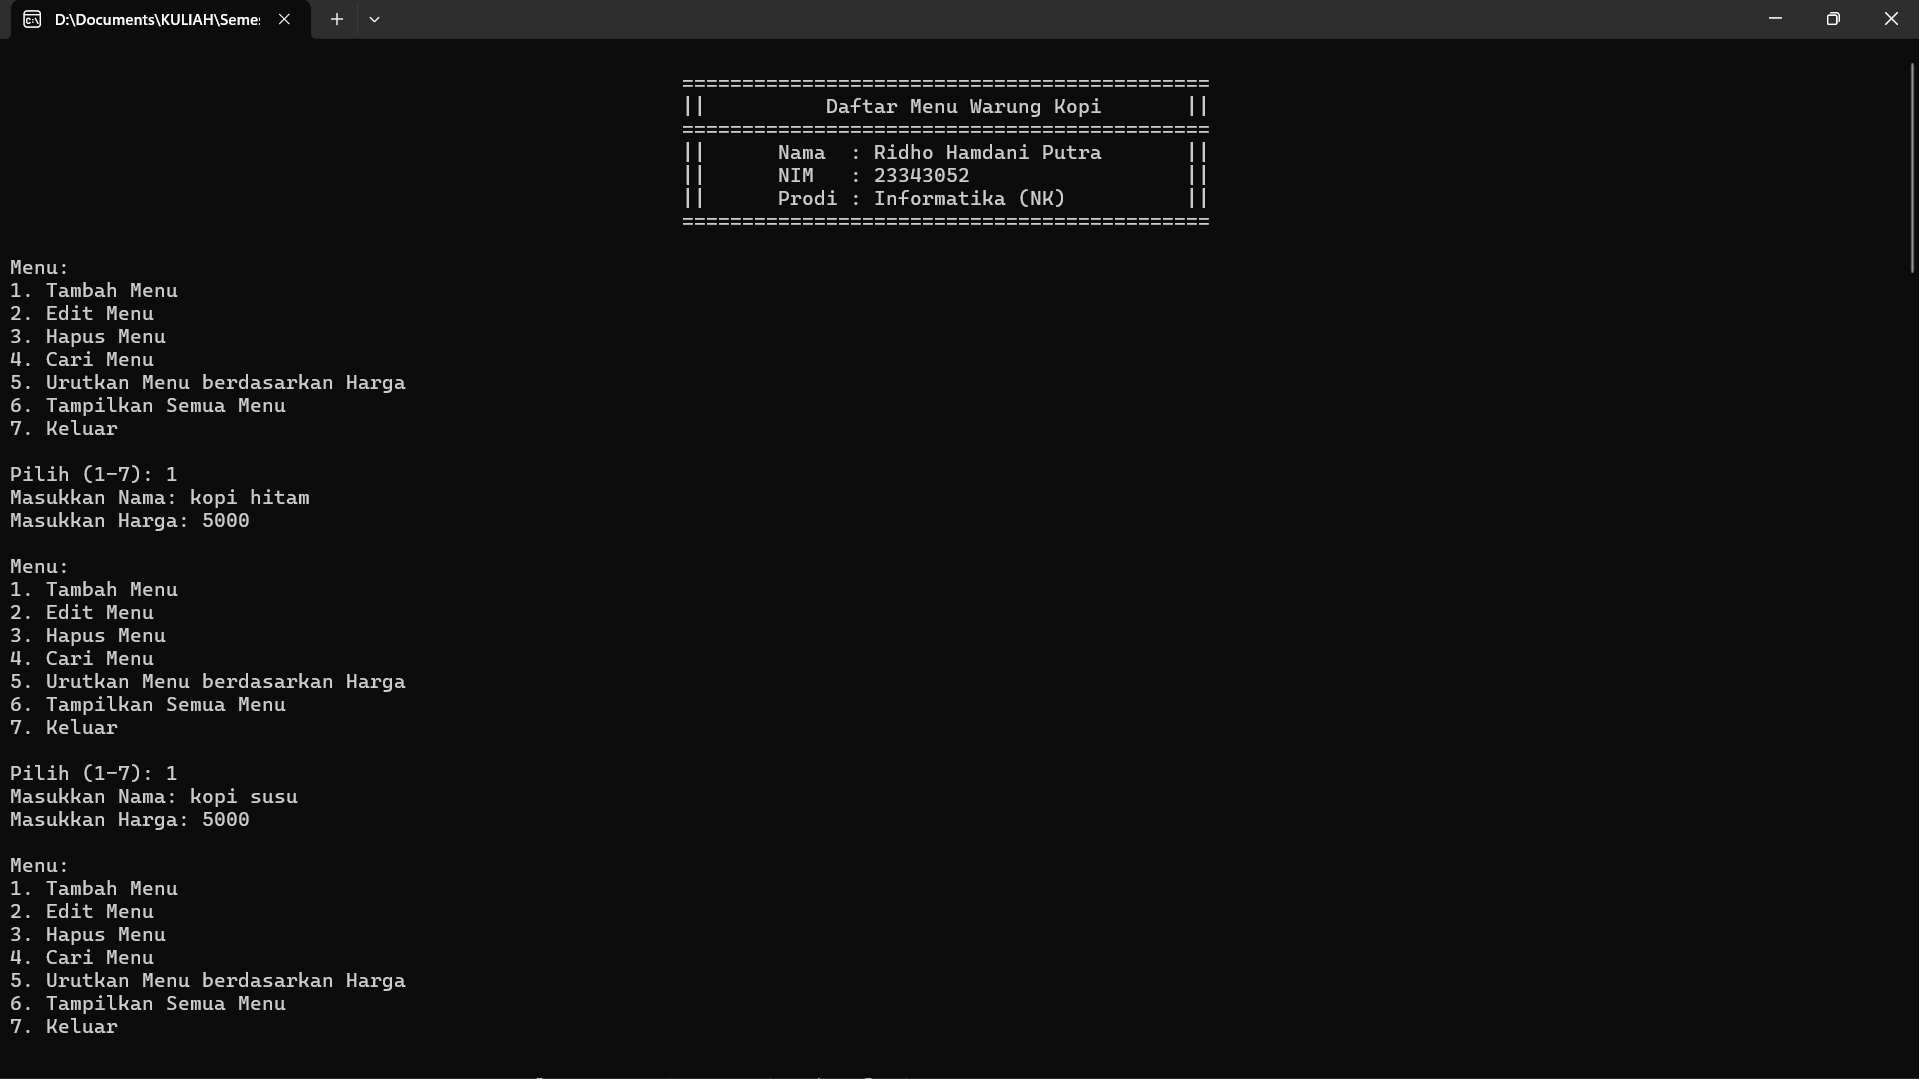 D:\Documents\KULIAH\Seme
============================================
||          Daftar Menu Warung Kopi       ||
============================================
||      Nama  : Ridho Hamdani Putra       ||
||      NIM   : 23343052                  ||
||      Prodi : Informatika (NK)          ||
============================================
Menu:
1. Tambah Menu
2. Edit Menu
3. Hapus Menu
4. Cari Menu
5. Urutkan Menu berdasarkan Harga
6. Tampilkan Semua Menu
7. Keluar
Pilih (1-7): 1
Masukkan Nama: kopi hitam
Masukkan Harga: 5000
Menu:
1. Tambah Menu
2. Edit Menu
3. Hapus Menu
4. Cari Menu
5. Urutkan Menu berdasarkan Harga
6. Tampilkan Semua Menu
7. Keluar
Pilih (1-7): 1
Masukkan Nama: kopi susu
Masukkan Harga: 5000
Menu:
1. Tambah Menu
2. Edit Menu
3. Hapus Menu
4. Cari Menu
5. Urutkan Menu berdasarkan Harga
6. Tampilkan Semua Menu
7. Keluar